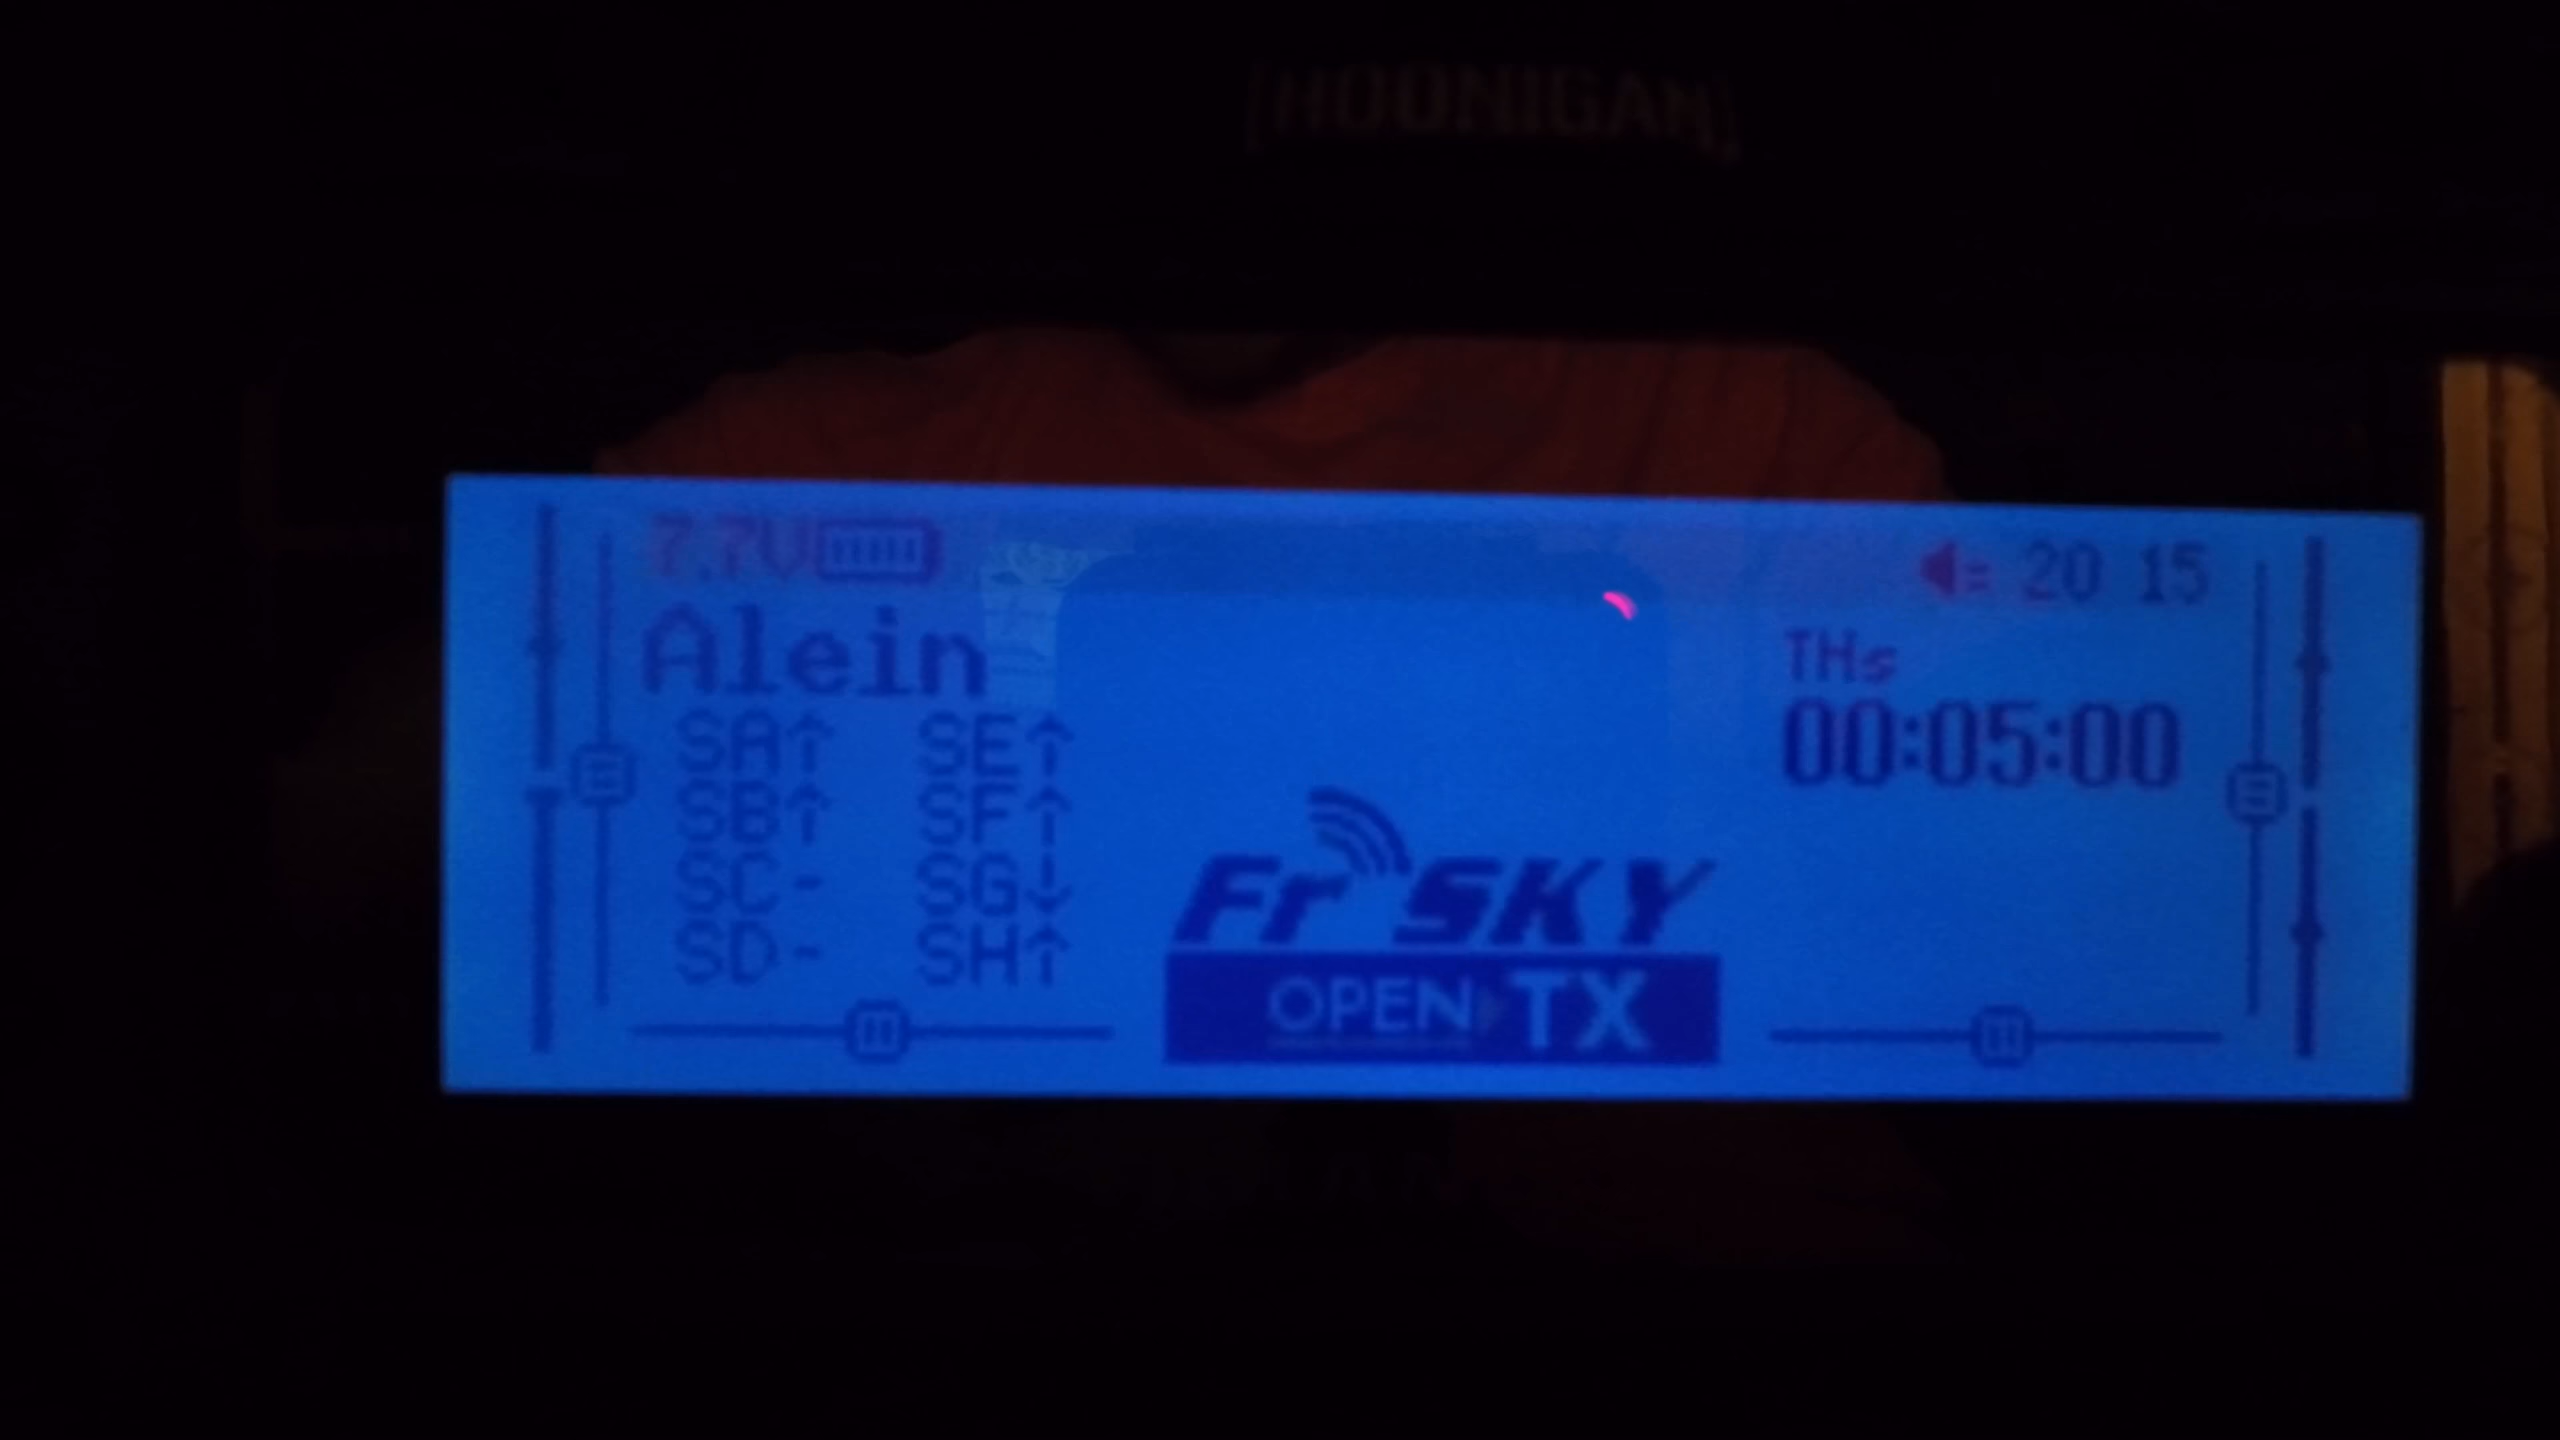 [HOONIGAN]
7.7V 20 15
Alein
THs
00:05:00
SA↑ SE↑
SB↑ SF↑
SC- SG↓
SD- SH↑
FrSKY
OPEN TX